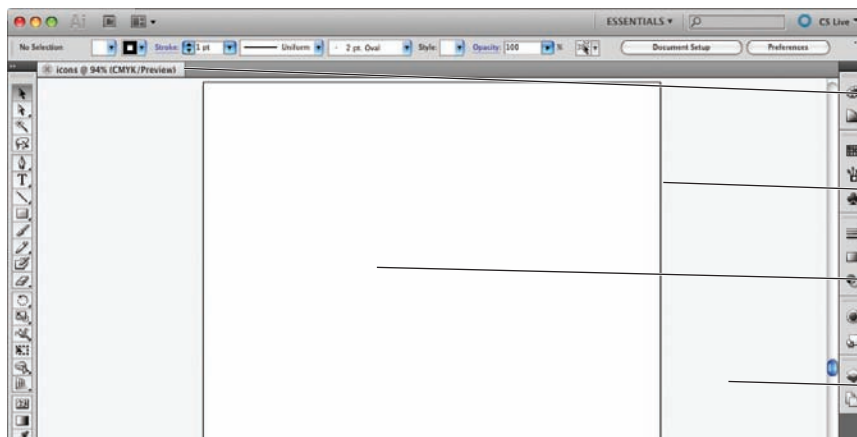 Ai Br ESSENTIALS CS Live
No Selection Stroke: 1 pt Uniform 2 pt. Oval Style: Opacity: 100 % Document Setup Preferences
icons @ 94% (CMYK/Preview)
T